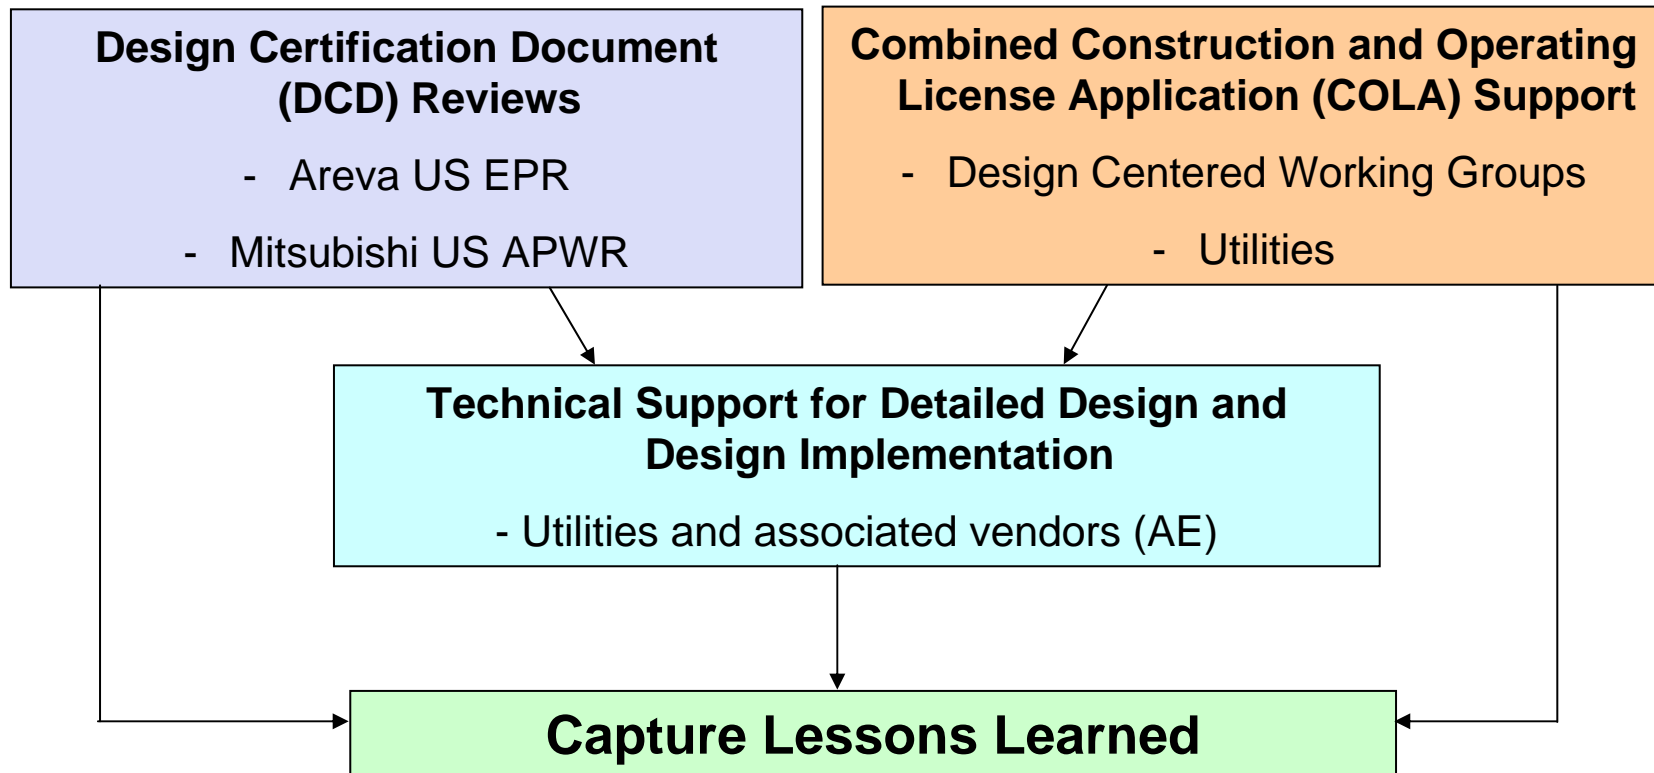 Design Certification Document
(DCD) Reviews
- Areva US EPR
- Mitsubishi US APWR
Combined Construction and Operating
License Application (COLA) Support
- Design Centered Working Groups
- Utilities
Technical Support for Detailed Design and
Design Implementation
- Utilities and associated vendors (AE)
Capture Lessons Learned